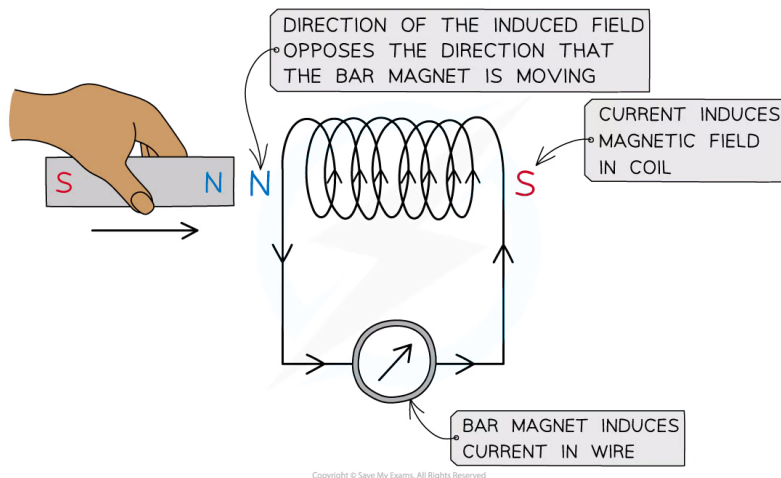 DIRECTION OF THE INDUCED FIELD
OPPOSES THE DIRECTION THAT
THE BAR MAGNET IS MOVING
CURRENT INDUCES
MAGNETIC FIELD
IN COIL
S N N S
BAR MAGNET INDUCES
CURRENT IN WIRE
Copyright © Save My Exams. All Rights Reserved